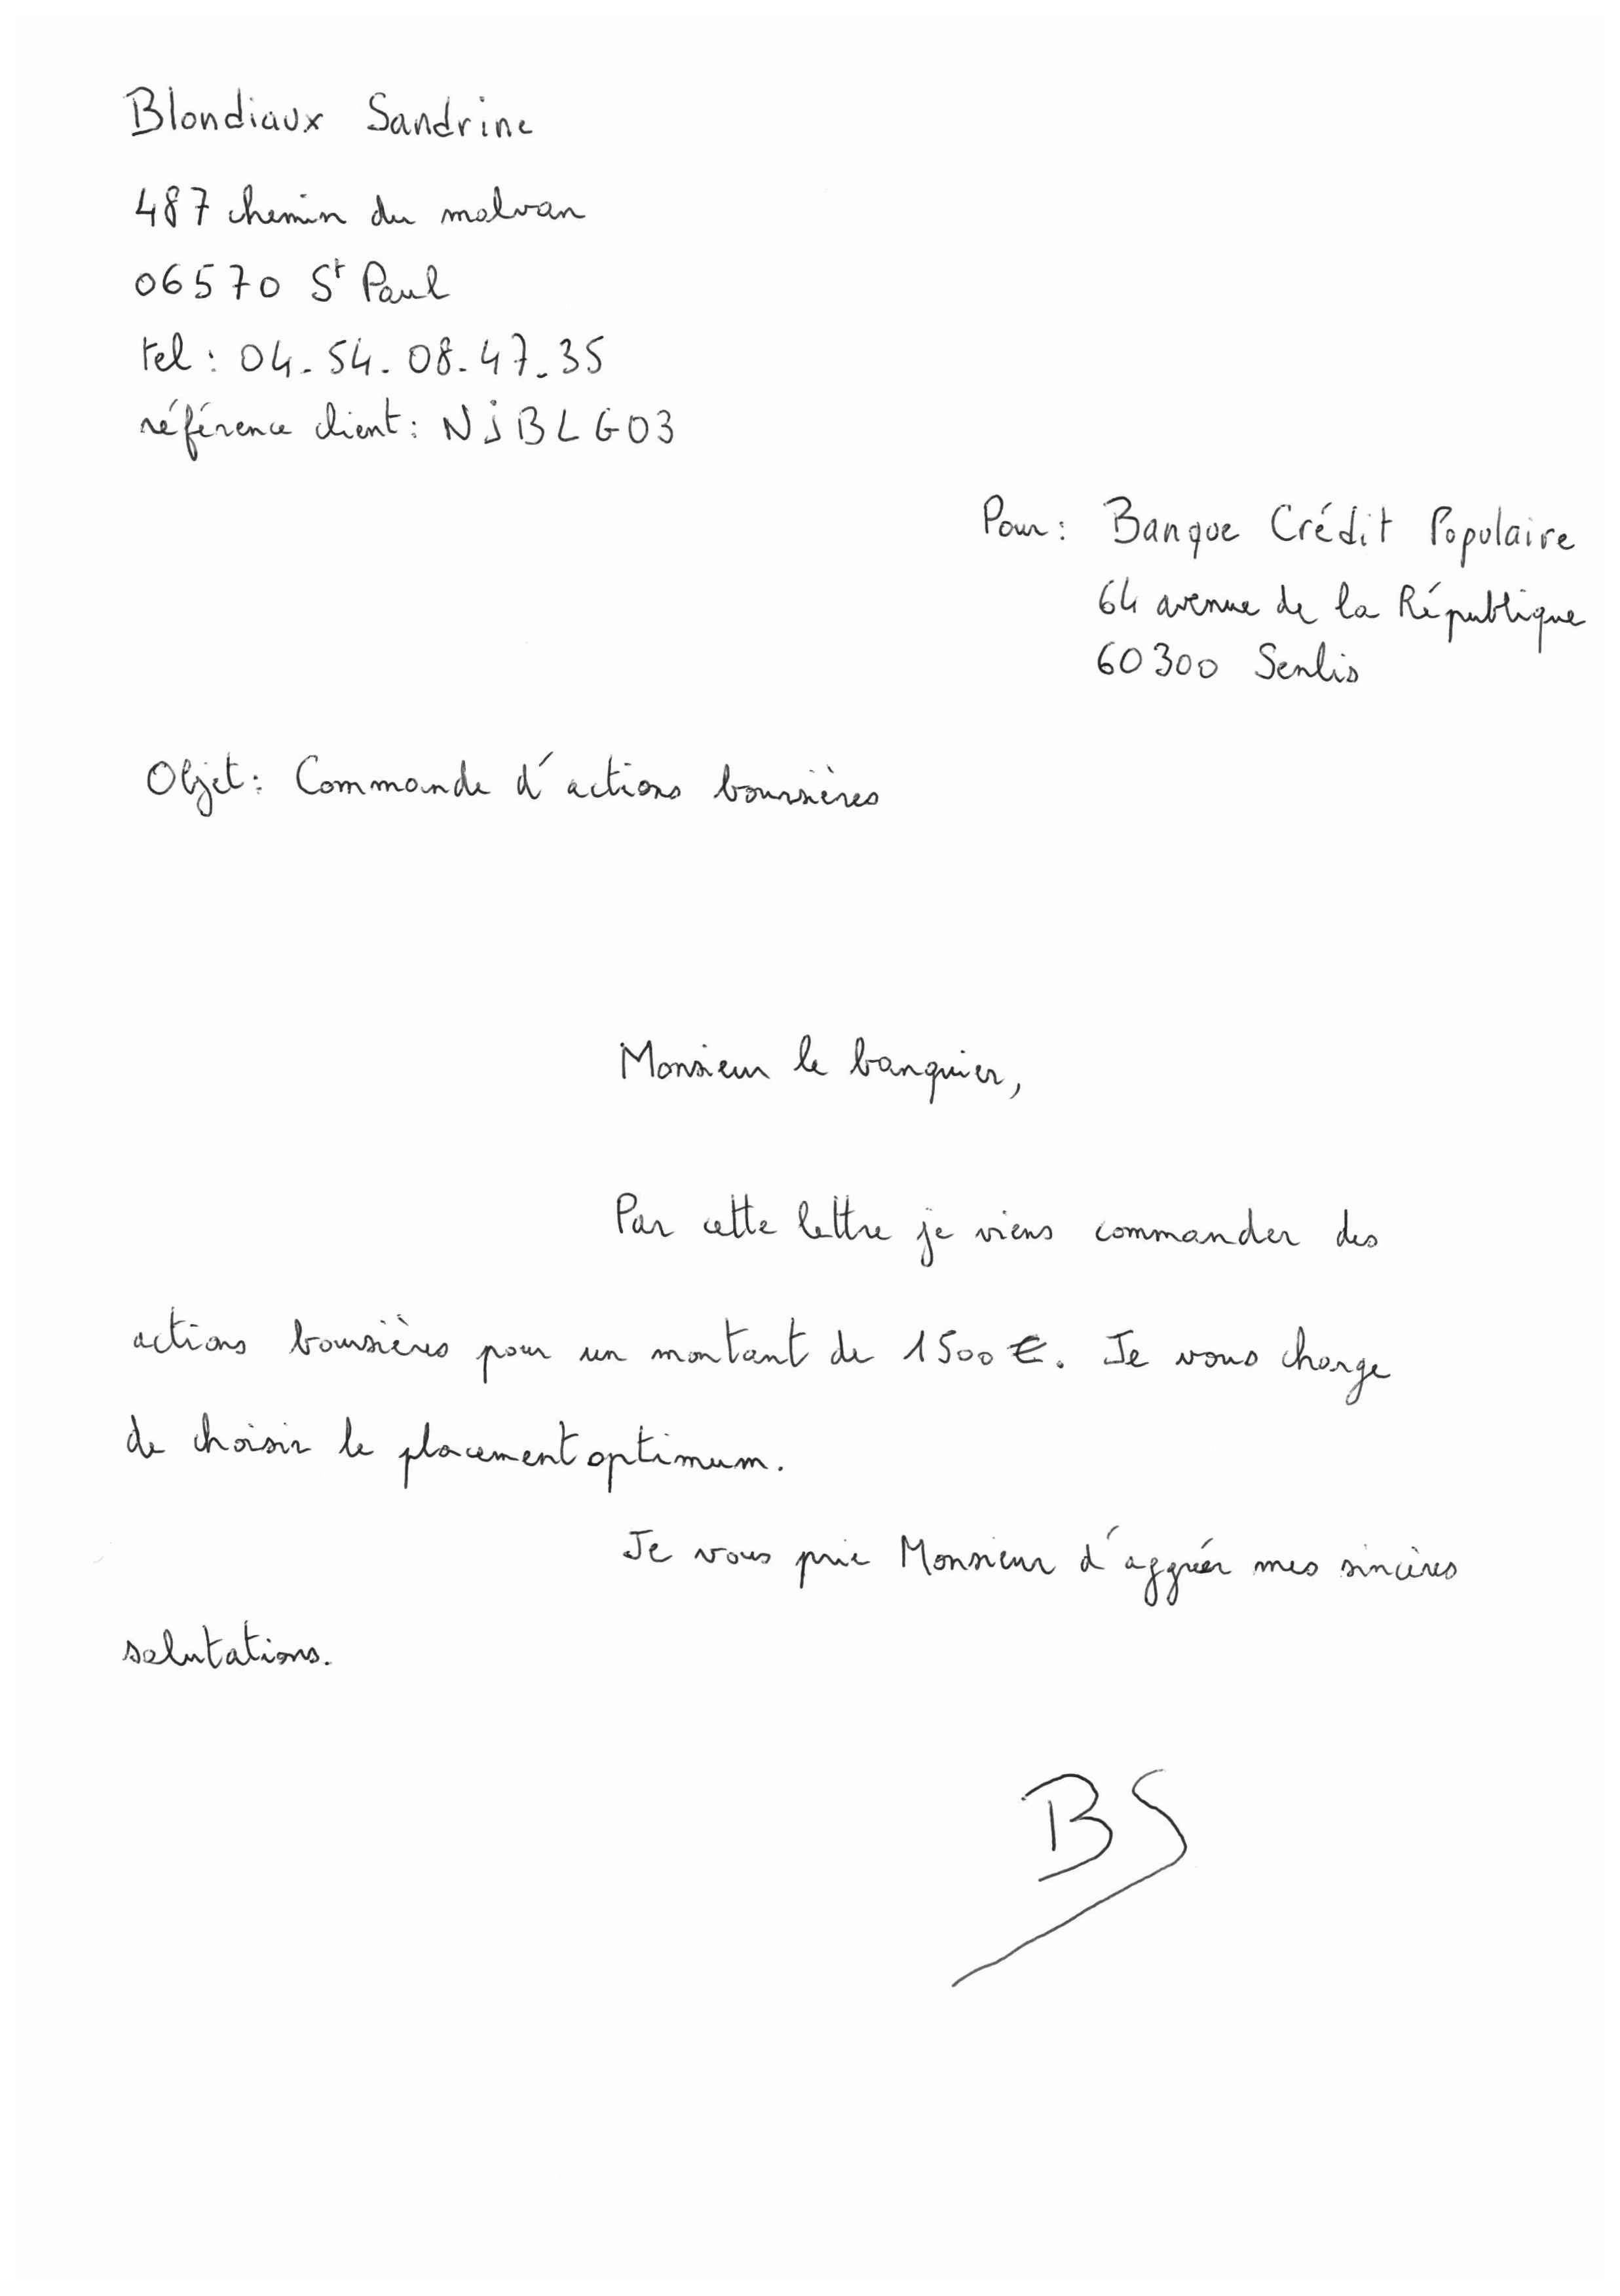 Blondiaux Sandrine
487 chemin du malvan
06570 St Paul
tel : 04.54.08.47.35
référence client : NJBLG03
Pour : Banque Crédit Populaire
64 avenue de la République
60300 Senlis
Objet : Commande d'actions boursières
Monsieur le banquier,
Par cette lettre je viens commander des
actions boursières pour un montant de 1500 €. Je vous charge
de choisir le placement optimum.
Je vous prie Monsieur d'aggréer mes sincères
salutations.
BS